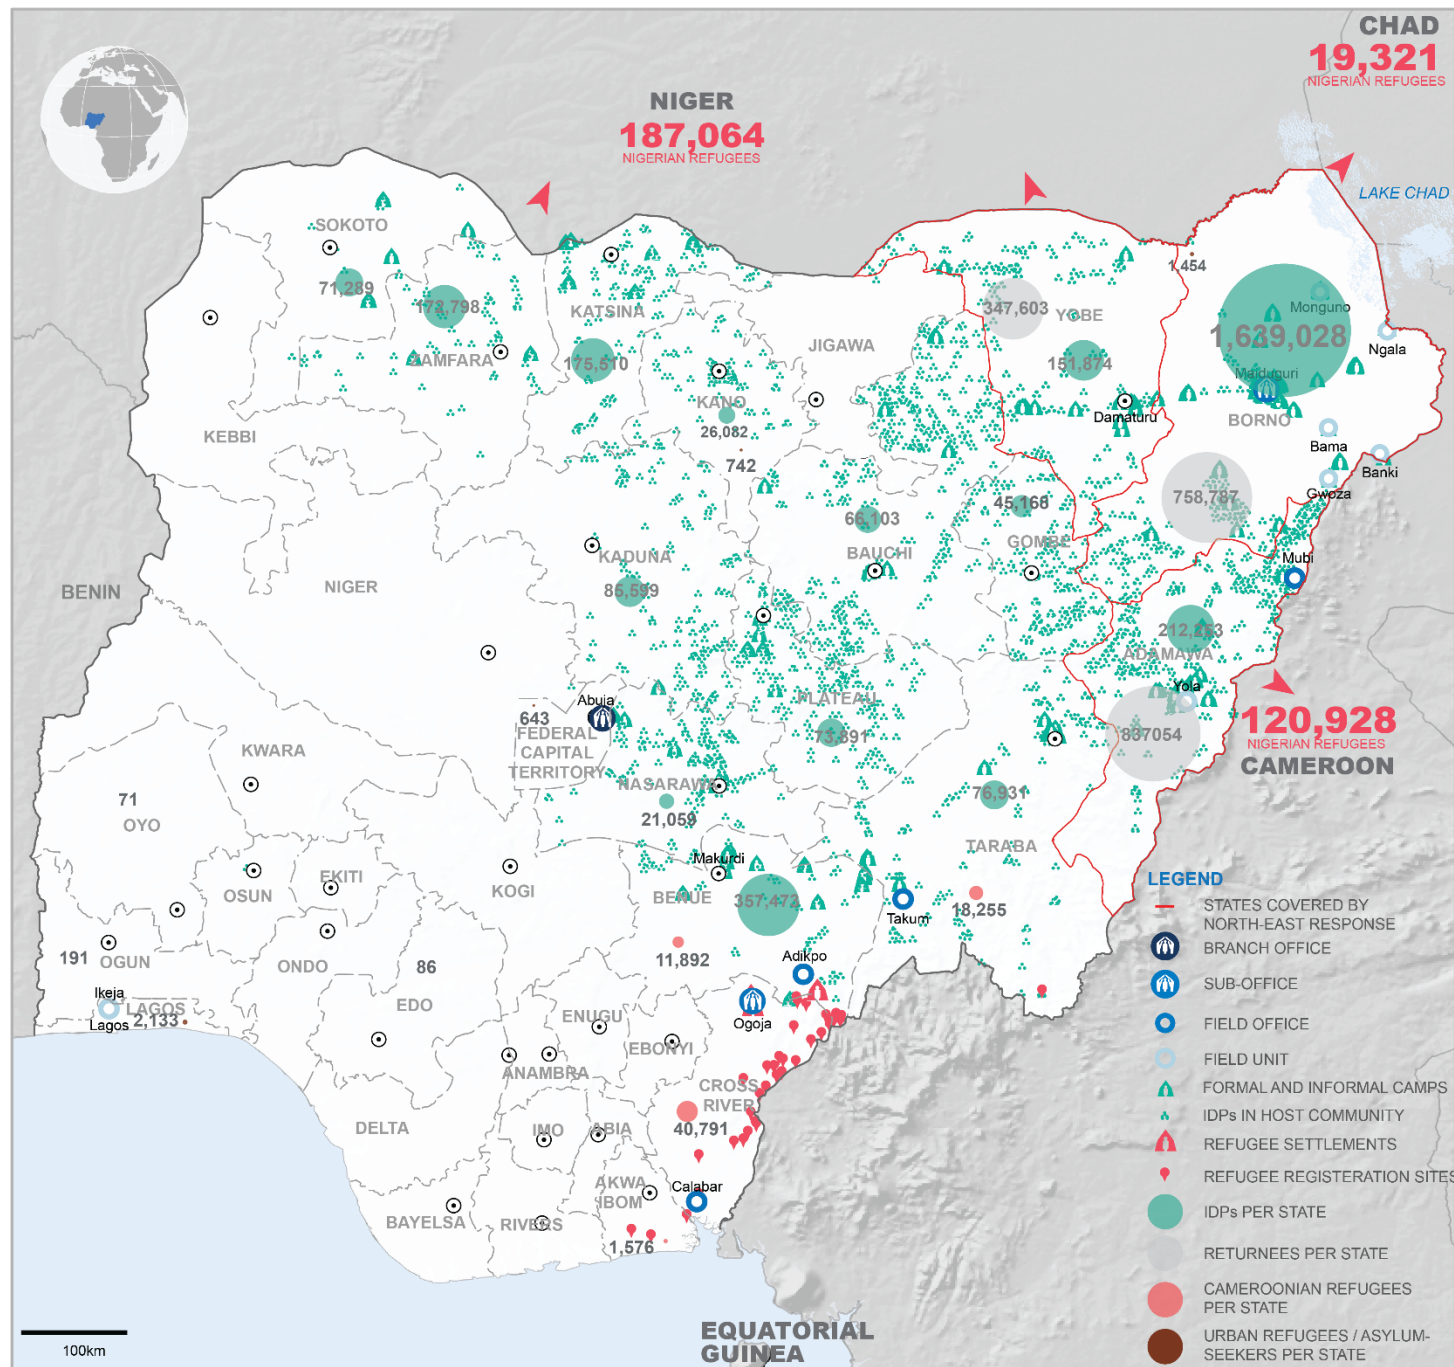 CHAD
19,321
NIGERIAN REFUGEES
NIGER
187,064
NIGERIAN REFUGEES
LAKE CHAD
SOKOTO
71,289
172,798
ZAMFARA
KATSINA
175,510
KANO
26,082
742
JIGAWA
347,603
YOBE
151,874
Damaturu
1,454
Monguno
1,639,028
Maiduguri
BORNO
Ngala
Bama
Banki
Gwoza
758,787
KEBBI
66,103
BAUCHI
45,168
GOMBE
Mubi
KADUNA
85,599
BENIN
NIGER
212,253
ADAMAWA
Yola
837054
120,928
NIGERIAN REFUGEES
CAMEROON
Abuja
643
FEDERAL
CAPITAL
TERRITORY
PLATEAU
73,891
KWARA
NASARAWA
21,059
76,931
TARABA
71
OYO
OSUN
EKITI
KOGI
Makurdi
BENUE
357,473
Takum
18,255
191
OGUN
ONDO
86
EDO
11,892
Adikpo
Ikeja
LAGOS
Lagos
2,133
ENUGU
Ogoja
EBONYI
ANAMBRA
CROSS
RIVER
40,791
DELTA
IMO
ABIA
AKWA
IBOM
Calabar
BAYELSA
RIVERS
1,576
EQUATORIAL
GUINEA
100km
LEGEND
STATES COVERED BY
NORTH-EAST RESPONSE
BRANCH OFFICE
SUB-OFFICE
FIELD OFFICE
FIELD UNIT
FORMAL AND INFORMAL CAMPS
IDPs IN HOST COMMUNITY
REFUGEE SETTLEMENTS
REFUGEE REGISTERATION SITES
IDPs PER STATE
RETURNEES PER STATE
CAMEROONIAN REFUGEES
PER STATE
URBAN REFUGEES / ASYLUM-
SEEKERS PER STATE